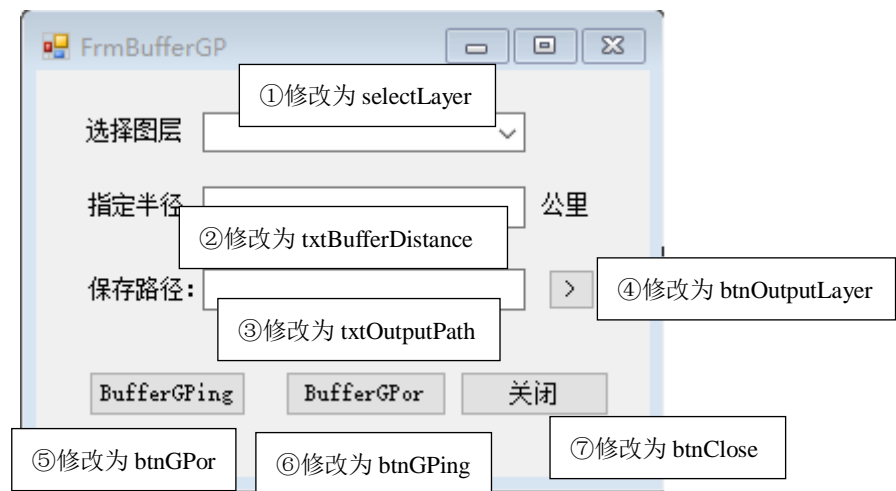 FrmBufferGP
①修改为 selectLayer
选择图层
指定半径
公里
②修改为 txtBufferDistance
保存路径:
>
④修改为 btnOutputLayer
③修改为 txtOutputPath
BufferGPing
BufferGPor
关闭
⑤修改为 btnGPor
⑥修改为 btnGPing
⑦修改为 btnClose